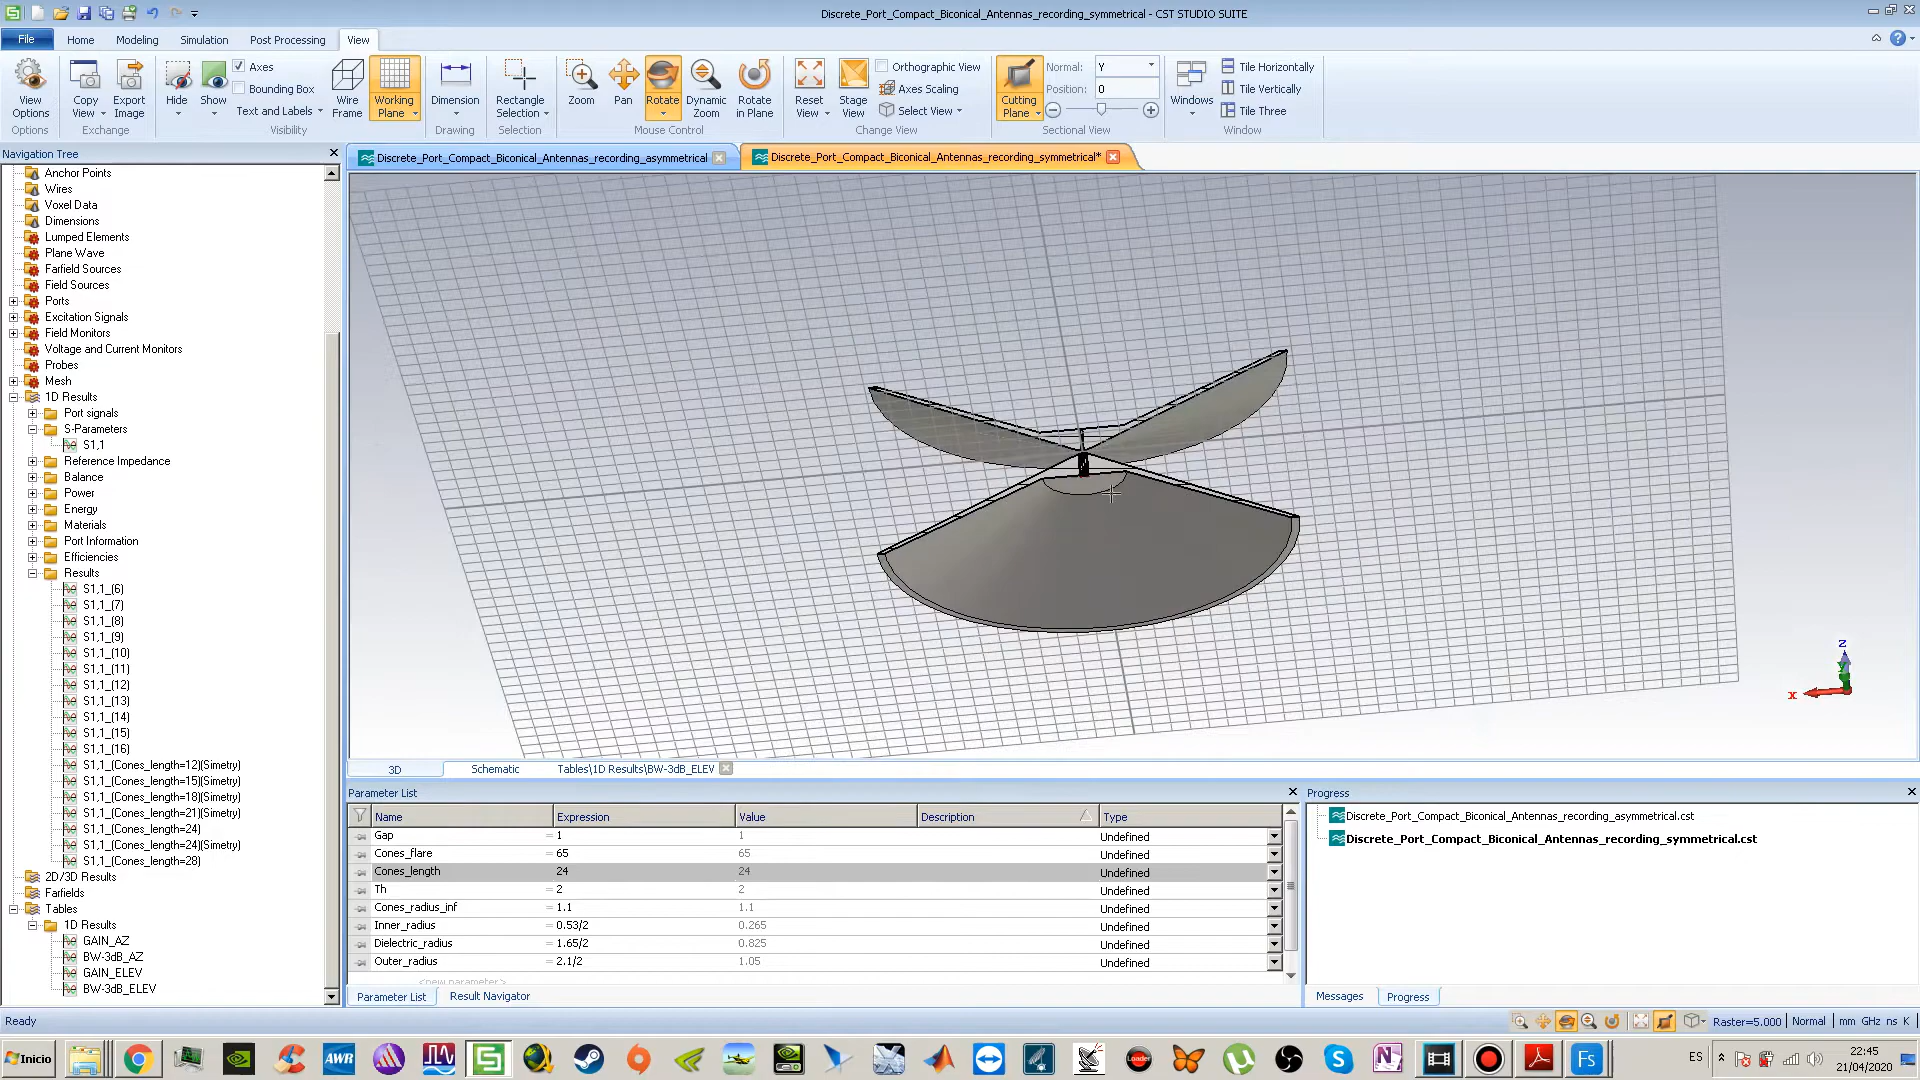 Discrete_Port_Compact_Biconical_Antennas_recording_symmetrical - CST STUDIO SUITE
File
Home
Modeling
Simulation
Post Processing
View
View Options
Copy View
Export Image
Hide
Show
Axes
Bounding Box
Text and Labels
Wire Frame
Working Plane
Dimension
Rectangle Selection
Zoom
Pan
Rotate
Dynamic Zoom
Rotate in Plane
Reset View
Stage View
Orthographic View
Axes Scaling
Select View
Cutting Plane
Normal: Y
Position: 0
Windows
Tile Horizontally
Tile Vertically
Tile Three
Options
Exchange
Visibility
Drawing
Selection
Mouse Control
Change View
Sectional View
Window
Navigation Tree
Anchor Points
Wires
Voxel Data
Dimensions
Lumped Elements
Plane Wave
Farfield Sources
Field Sources
Ports
Excitation Signals
Field Monitors
Voltage and Current Monitors
Probes
Mesh
1D Results
Port signals
S-Parameters
S1,1
Reference Impedance
Balance
Power
Energy
Materials
Port Information
Efficiencies
Results
S1,1_(6)
S1,1_(7)
S1,1_(8)
S1,1_(9)
S1,1_(10)
S1,1_(11)
S1,1_(12)
S1,1_(13)
S1,1_(14)
S1,1_(15)
S1,1_(16)
S1,1_(Cones_length=12)(Simetry)
S1,1_(Cones_length=15)(Simetry)
S1,1_(Cones_length=18)(Simetry)
S1,1_(Cones_length=21)(Simetry)
S1,1_(Cones_length=24)
S1,1_(Cones_length=24)(Simetry)
S1,1_(Cones_length=28)
2D/3D Results
Farfields
Tables
1D Results
GAIN_AZ
BW-3dB_AZ
GAIN_ELEV
BW-3dB_ELEV
Discrete_Port_Compact_Biconical_Antennas_recording_asymmetrical
Discrete_Port_Compact_Biconical_Antennas_recording_symmetrical*
z
x
3D
Schematic
Tables\1D Results\BW-3dB_ELEV
Parameter List
Name Expression Value Description Type
Gap = 1 1 Undefined
Cones_flare = 65 65 Undefined
Cones_length 24 24 Undefined
Th = 2 2 Undefined
Cones_radius_inf = 1.1 1.1 Undefined
Inner_radius = 0.53/2 0.265 Undefined
Dielectric_radius = 1.65/2 0.825 Undefined
Outer_radius = 2.1/2 1.05 Undefined
<new parameter>
Parameter List
Result Navigator
Progress
Discrete_Port_Compact_Biconical_Antennas_recording_asymmetrical.cst
Discrete_Port_Compact_Biconical_Antennas_recording_symmetrical.cst
Messages
Progress
Ready
Raster=5.000 Normal mm GHz ns K
Inicio
AWR
Loader
Fs
ES
22:45
21/04/2020